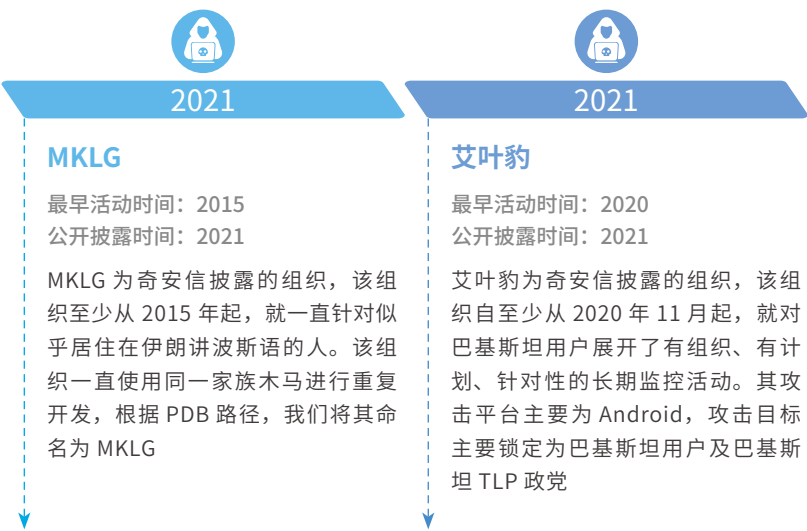 2021
MKLG
最早活动时间：2015
公开披露时间：2021
MKLG 为奇安信披露的组织，该组
织至少从 2015 年起，就一直针对似
乎居住在伊朗讲波斯语的人。该组
织一直使用同一家族木马进行重复
开发，根据 PDB 路径，我们将其命
名为 MKLG
2021
艾叶豹
最早活动时间：2020
公开披露时间：2021
艾叶豹为奇安信披露的组织，该组
织自至少从 2020 年 11 月起，就对
巴基斯坦用户展开了有组织、有计
划、针对性的长期监控活动。其攻
击平台主要为 Android，攻击目标
主要锁定为巴基斯坦用户及巴基斯
坦 TLP 政党